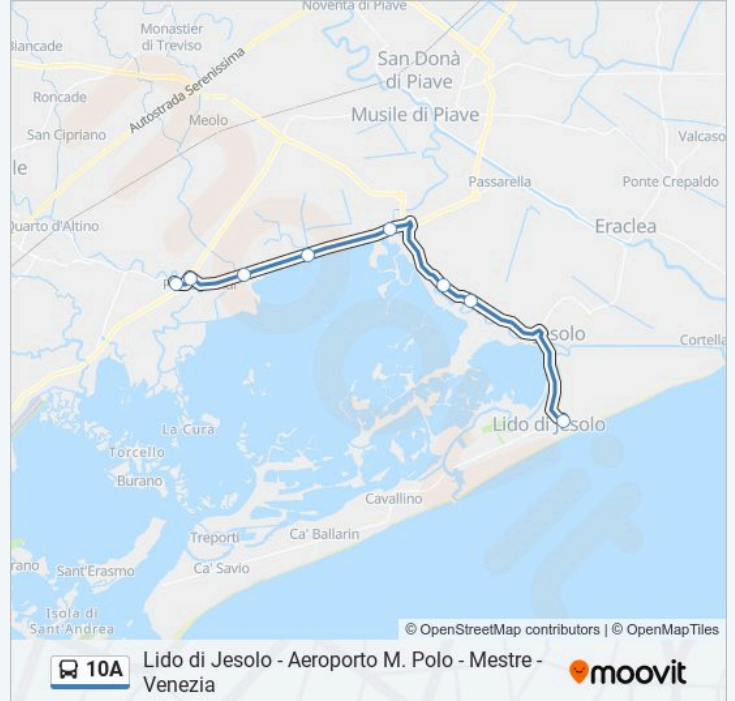 Noventa di Piave
Monastier
di Treviso
Biancade
San Donà
di Piave
Autostrada Serenissima
Roncade
Meolo
Musile di Piave
San Cipriano
Valcaso
le
Passarella
Ponte Crepaldo
Quarto d'Altino
Eraclea
esolo
Cortella
Lido di Jesolo
La Cura
Torcello
Burano
Cavallino
Treporti
Ca' Ballarin
rano
Sant'Erasmo
Ca' Savio
Isola di
Sant'Andrea
© OpenStreetMap contributors | © OpenMapTiles
10A
Lido di Jesolo - Aeroporto M. Polo - Mestre -
Venezia
moovit